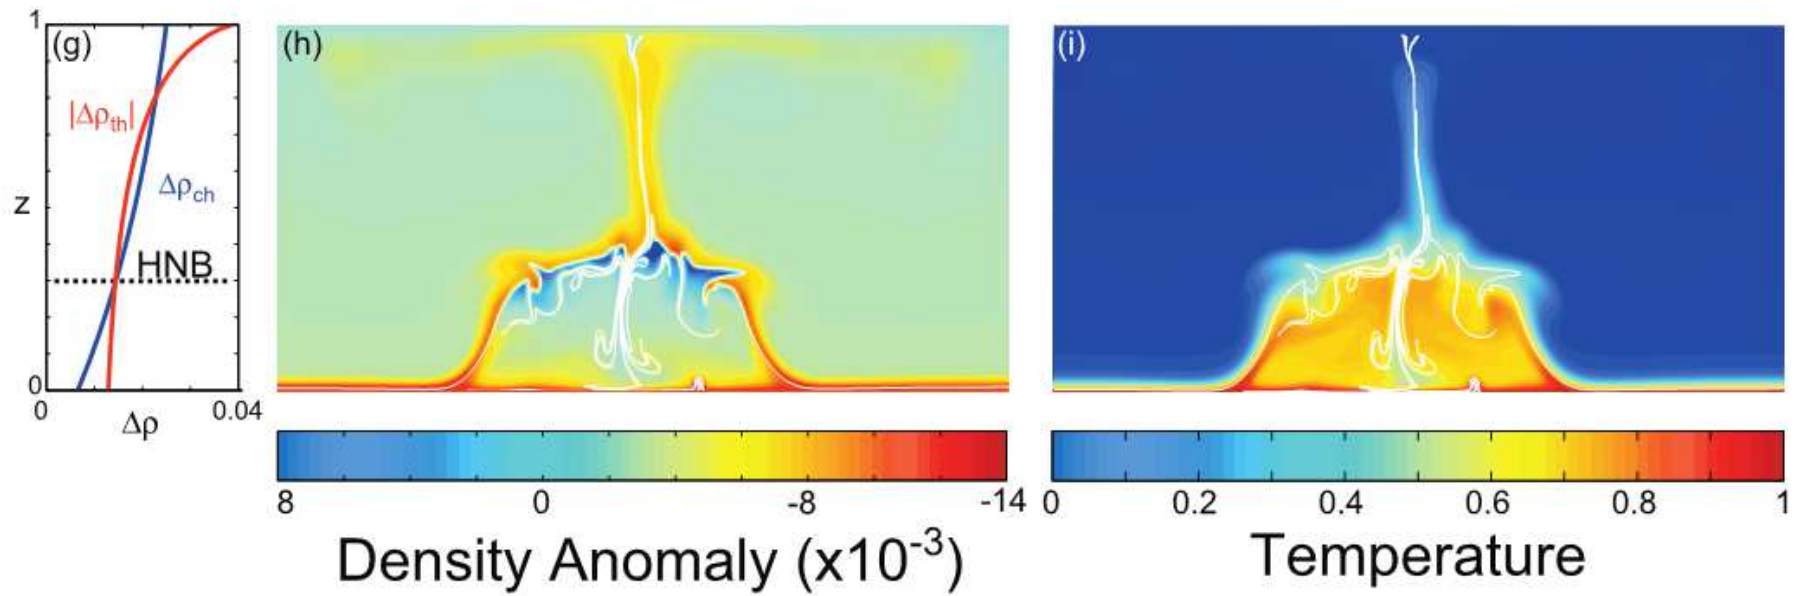 1
(g)
(h)
(i)
|Δρth|
Δρch
z
HNB
0
0 0.04
Δρ
8 0 -8 -14
0 0.2 0.4 0.6 0.8 1
Density Anomaly (x10-3)
Temperature